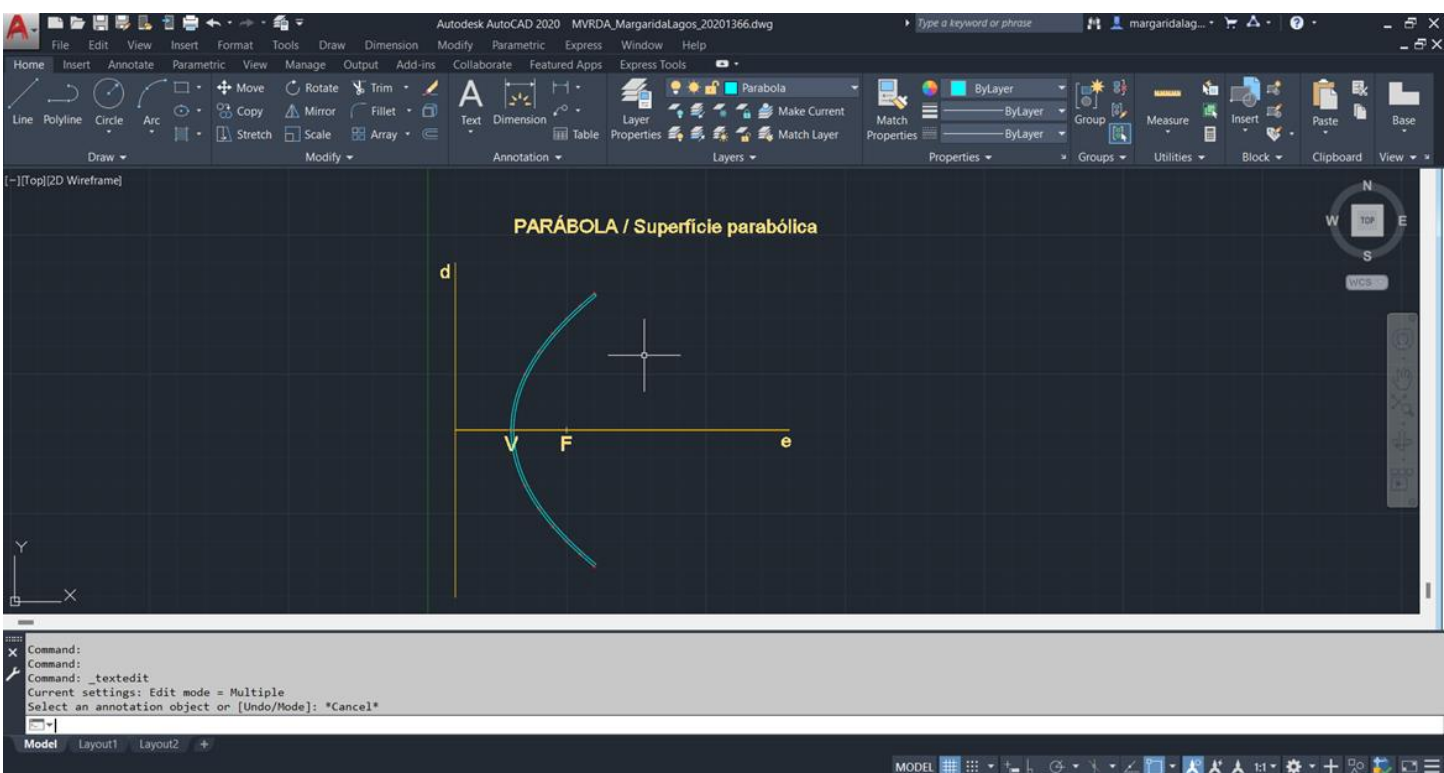 Autodesk AutoCAD 2020 MVRDA_MargaridaLagos_20201366.dwg
Type a keyword or phrase
margaridalag...
File Edit View Insert Format Tools Draw Dimension Modify Parametric Express Window Help
Home Insert Annotate Parametric View Manage Output Add-ins Collaborate Featured Apps Express Tools
Line Polyline Circle Arc
Move Rotate Trim
Copy Mirror Fillet
Stretch Scale Array
Text Dimension Table
Layer Properties
Parabola
Make Current
Match Layer
Match Properties
ByLayer
ByLayer
ByLayer
Group Measure Insert Paste Base
Draw Modify Annotation Layers Properties Groups Utilities Block Clipboard View
[−][Top][2D Wireframe]
N
W TOP E
S
WCS
PARÁBOLA / Superfície parabólica
d
V F e
Y
X
Command:
Command:
Command: _textedit
Current settings: Edit mode = Multiple
Select an annotation object or [Undo/Mode]: *Cancel*
Model Layout1 Layout2 +
MODEL 1:1